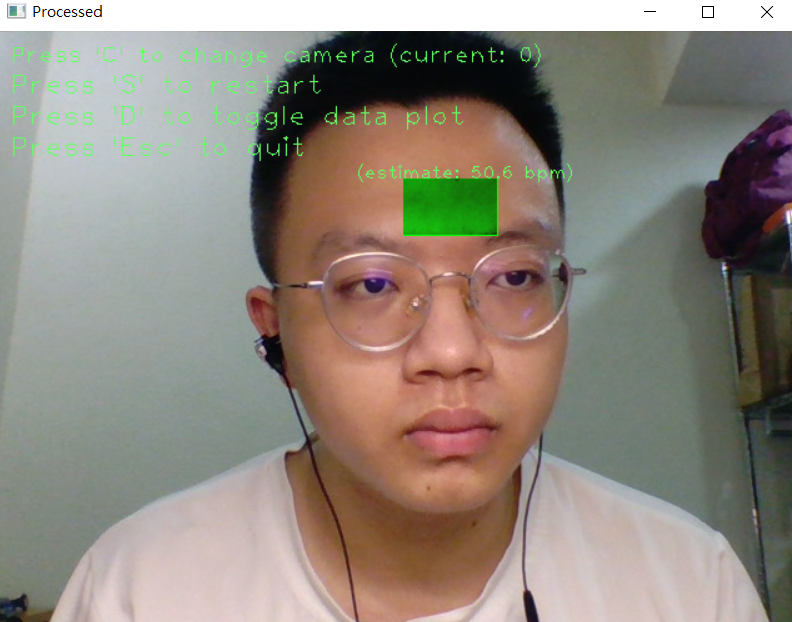 Processed
Press 'C' to change camera (current: 0)
Press 'S' to restart
Press 'D' to toggle data plot
Press 'Esc' to quit
(estimate: 50.6 bpm)